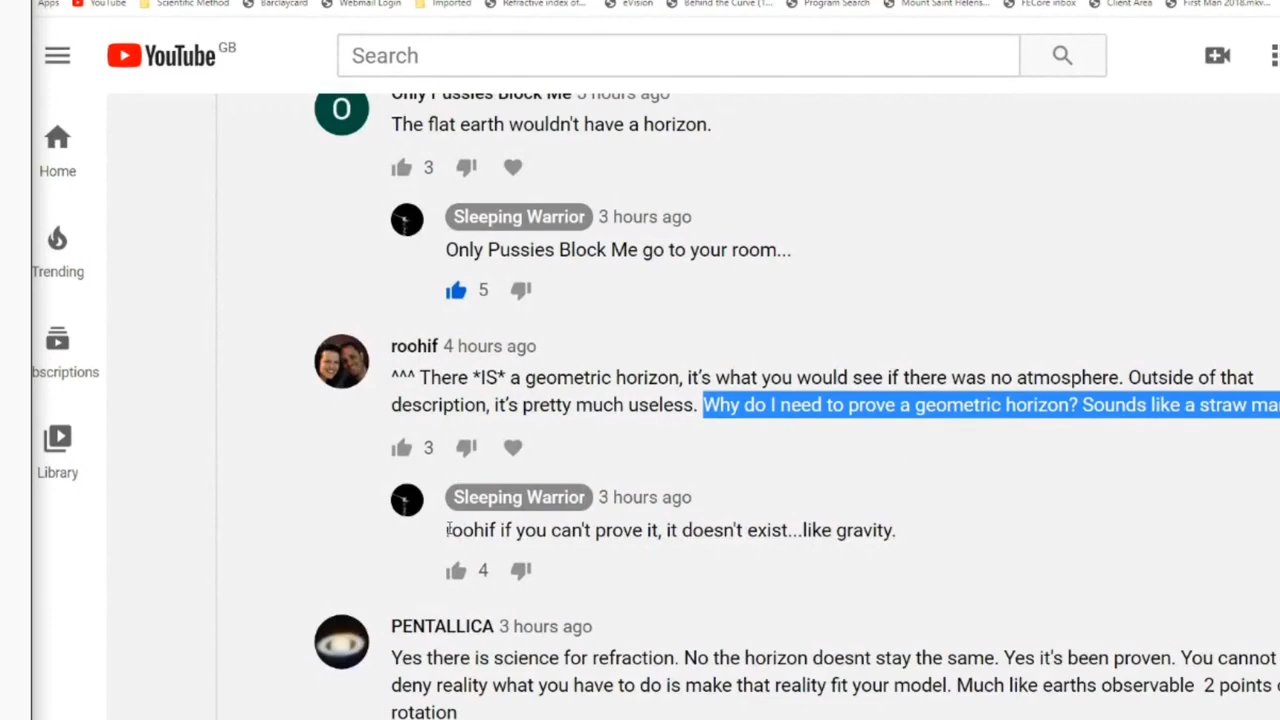 Apps YouTube Scientific Method Barclaycard Webmail Login Imported Refractive index of... eVision Behind the Curve (1... Program Search Mount Saint Helens... FECore inbox Client Area First Man 2018.mkv...
YouTube GB
Search
Only Pussies Block Me 3 hours ago
O
The flat earth wouldn't have a horizon.
3
Home
Sleeping Warrior 3 hours ago
Only Pussies Block Me go to your room...
Trending
5
roohif 4 hours ago
^^^ There *IS* a geometric horizon, it's what you would see if there was no atmosphere. Outside of that
bscriptions
description, it's pretty much useless. Why do I need to prove a geometric horizon? Sounds like a straw ma
3
Library
Sleeping Warrior 3 hours ago
roohif if you can't prove it, it doesn't exist...like gravity.
4
PENTALLICA 3 hours ago
Yes there is science for refraction. No the horizon doesnt stay the same. Yes it's been proven. You cannot
deny reality what you have to do is make that reality fit your model. Much like earths observable 2 points
rotation